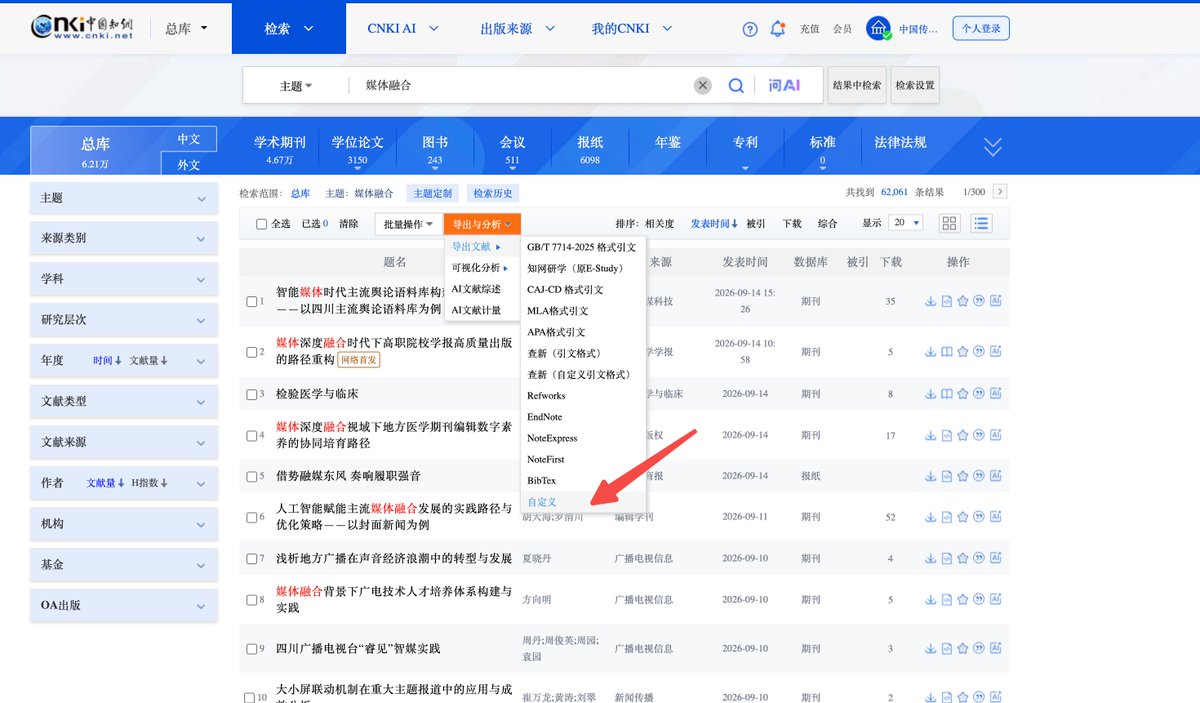 Cnki中国知网
www.cnki.net
总库
检索
CNKI AI
出版来源
我的CNKI
充值
会员
中国传...
个人登录
主题
媒体融合
问AI
结果中检索
检索设置
总库
6.21万
中文
外文
学术期刊
4.67万
学位论文
3150
图书
243
会议
511
报纸
6098
年鉴
专利
标准
0
法律法规
主题
来源类别
学科
研究层次
年度 时间↓ 文献量↓
文献类型
文献来源
作者 文献量↓ H指数↓
机构
基金
OA出版
检索范围: 总库 主题: 媒体融合 主题定制 检索历史
共找到 62,061 条结果 1/300
全选 已选 0 清除 批量操作 导出与分析
排序: 相关度 发表时间↓ 被引 下载 综合 显示 20
导出文献
可视化分析
AI文献综述
AI文献计量
GB/T 7714-2025 格式引文
知网研学（原E-Study）
CAJ-CD 格式引文
MLA格式引文
APA格式引文
查新（引文格式）
查新（自定义引文格式）
Refworks
EndNote
NoteExpress
NoteFirst
BibTex
自定义
题名 来源 发表时间 数据库 被引 下载 操作
1 智能媒体时代主流舆论语料库构
——以四川主流舆论语料库为例
科技 2026-09-14 15:
26 期刊 35
2 媒体深度融合时代下高职院校学报高质量出版
的路径重构 网络首发
学报 2026-09-14 10:
58 期刊 5
3 检验医学与临床 学与临床 2026-09-14 期刊 8
4 媒体深度融合视域下地方医学期刊编辑数字素
养的协同培育路径
版权 2026-09-14 期刊 17
5 借势融媒东风 奏响履职强音 商报 2026-09-14 报纸
6 人工智能赋能主流媒体融合发展的实践路径与
优化策略——以封面新闻为例
胡大海;罗清川 编辑学刊 2026-09-11 期刊 52
7 浅析地方广播在声音经济浪潮中的转型与发展 夏晓丹 广播电视信息 2026-09-10 期刊 4
8 媒体融合背景下广电技术人才培养体系构建与
实践
方向明 广播电视信息 2026-09-10 期刊 5
9 四川广播电视台“睿见”智媒实践
周丹;周俊英;周园;
袁园
广播电视信息 2026-09-10 期刊 3
10 大小屏联动机制在重大主题报道中的应用与成
崔万龙;黄涛;刘翠 新闻传播 2026-09-10 期刊 2